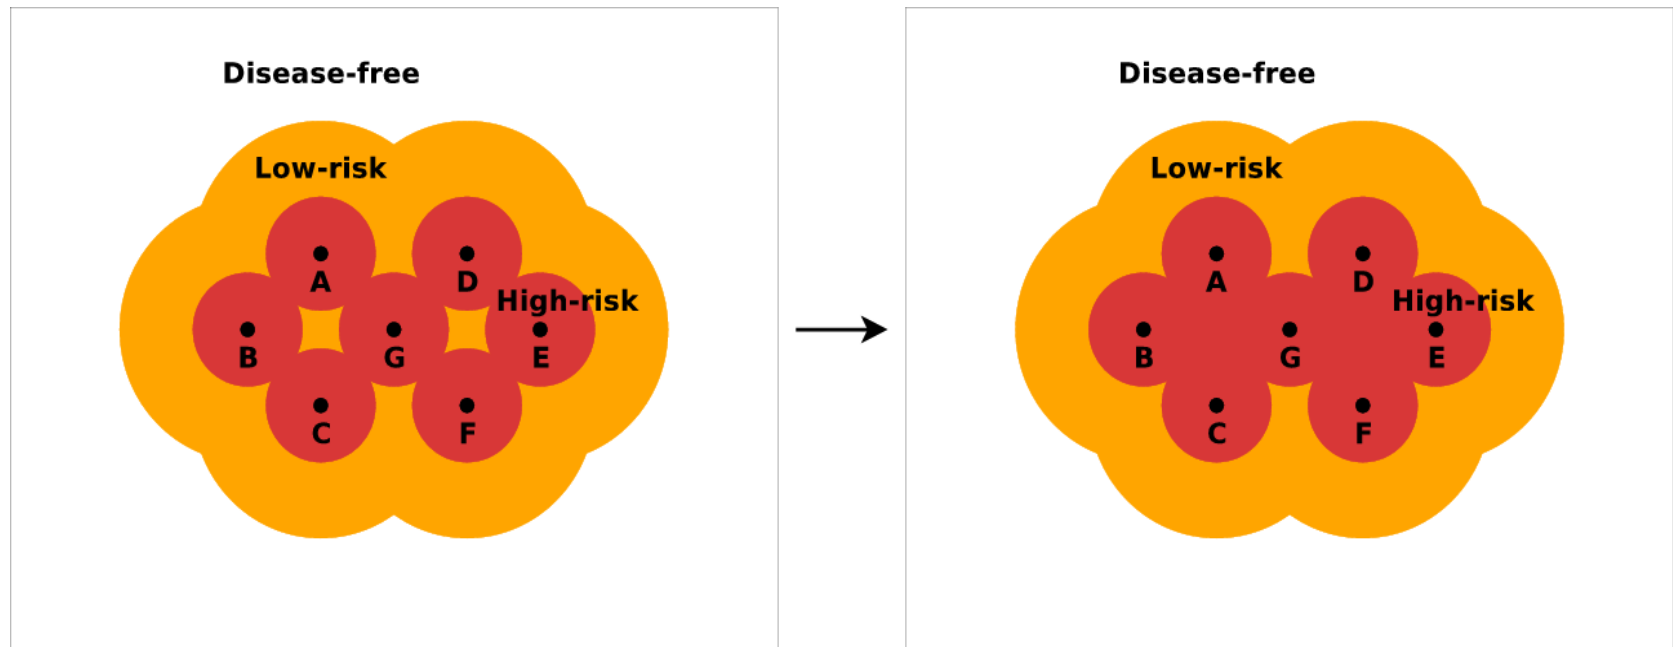 Disease-free
Low-risk
A
D
High-risk
B
G
E
C
F
Disease-free
Low-risk
A
D
High-risk
B
G
E
C
F